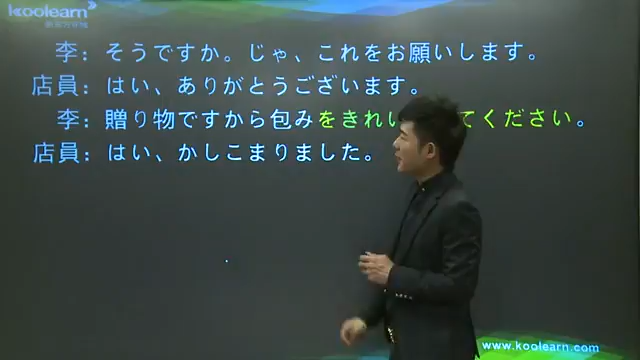 koolearn
李：そうですか。じゃ、これをお願いします。
店員：はい、ありがとうございます。
李：贈り物ですから包みをきれい てください。
店員：はい、かしこまりました。
www.koolearn.com